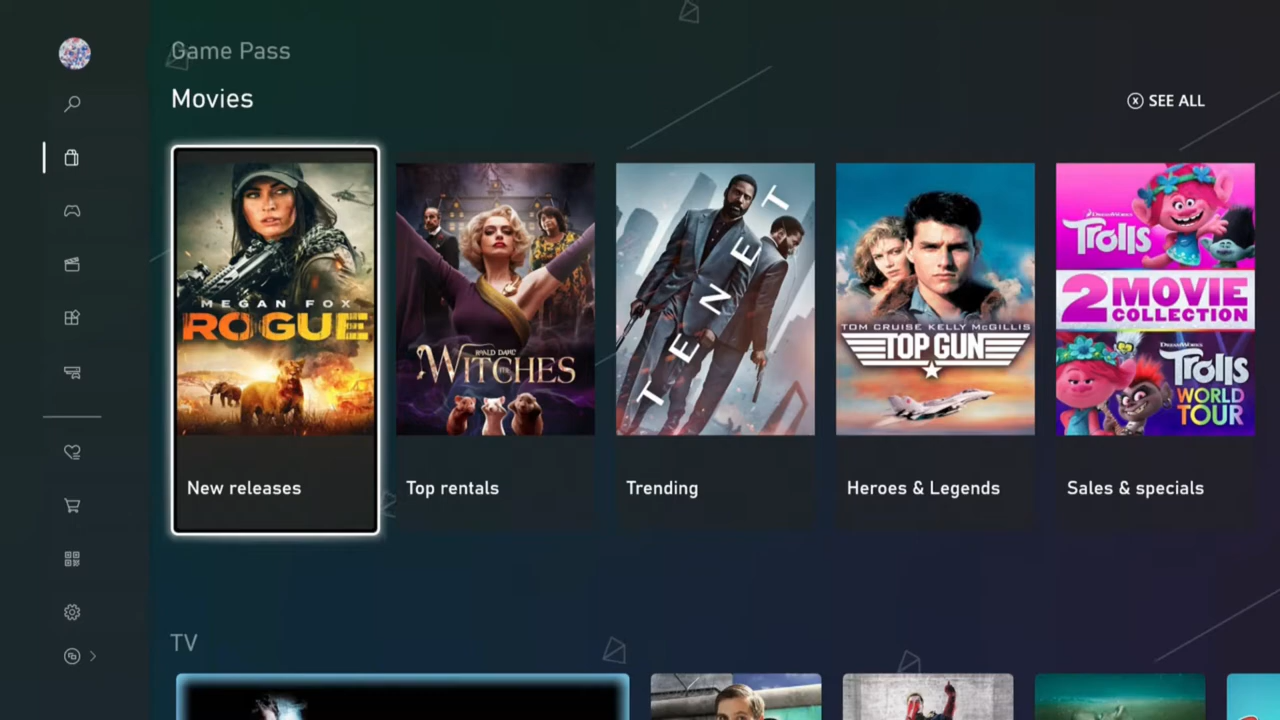 Game Pass
Movies
SEE ALL
MEGAN FOX
ROGUE
New releases
ROALD DAHL'S
WITCHES
Top rentals
TENET
Trending
TOM CRUISE KELLY McGILLIS
TOP GUN
Heroes & Legends
DREAMWORKS
TROLLS
2 MOVIE
COLLECTION
DREAMWORKS
TROLLS
WORLD
TOUR
Sales & specials
TV